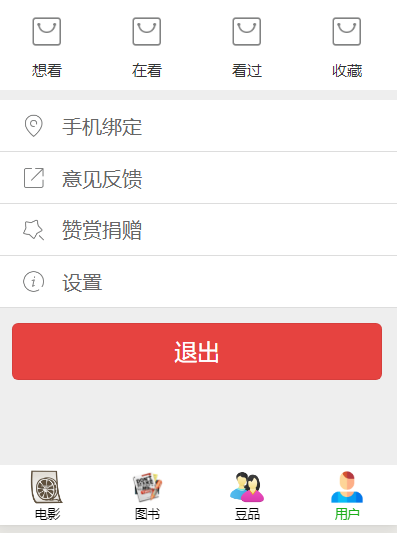 想看 在看 看过 收藏
手机绑定
意见反馈
赞赏捐赠
设置
退出
电影 图书 豆品 用户